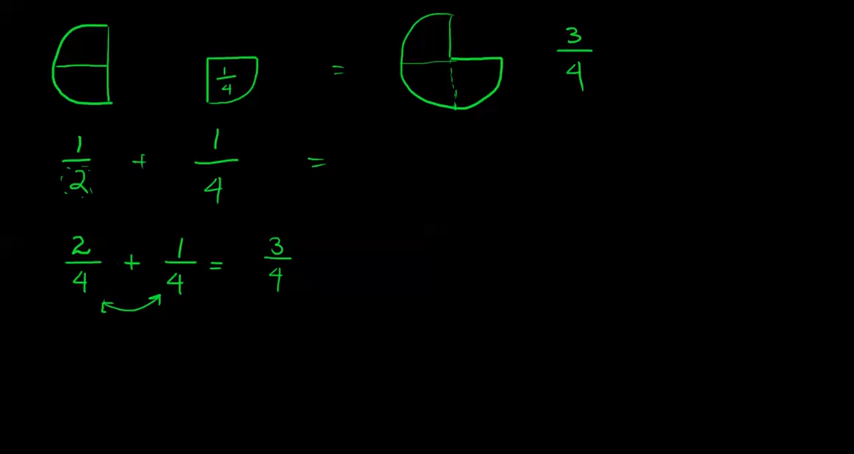 1/4 = 3/4
1/2 + 1/4 =
2/4 + 1/4 = 3/4